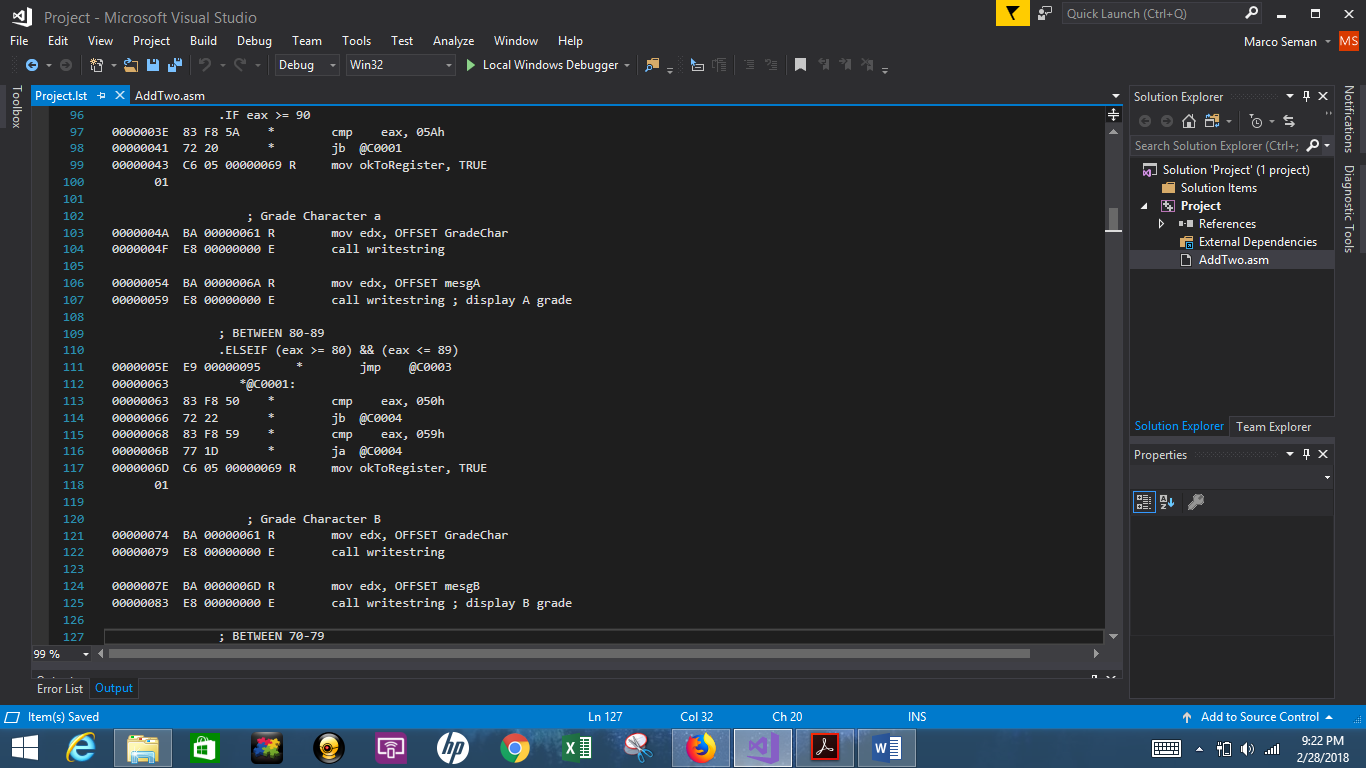 Project - Microsoft Visual Studio
Quick Launch (Ctrl+Q)
File Edit View Project Build Debug Team Tools Test Analyze Window Help
Marco Seman MS
Debug Win32 Local Windows Debugger
Toolbox
Project.lst AddTwo.asm
96 .IF eax >= 90
97 0000003E 83 F8 5A * cmp eax, 05Ah
98 00000041 72 20 * jb @C0001
99 00000043 C6 05 00000069 R mov okToRegister, TRUE
100 01
101
102 ; Grade Character a
103 0000004A BA 00000061 R mov edx, OFFSET GradeChar
104 0000004F E8 00000000 E call writestring
105
106 00000054 BA 0000006A R mov edx, OFFSET mesgA
107 00000059 E8 00000000 E call writestring ; display A grade
108
109 ; BETWEEN 80-89
110 .ELSEIF (eax >= 80) && (eax <= 89)
111 0000005E E9 00000095 * jmp @C0003
112 00000063 *@C0001:
113 00000063 83 F8 50 * cmp eax, 050h
114 00000066 72 22 * jb @C0004
115 00000068 83 F8 59 * cmp eax, 059h
116 0000006B 77 1D * ja @C0004
117 0000006D C6 05 00000069 R mov okToRegister, TRUE
118 01
119
120 ; Grade Character B
121 00000074 BA 00000061 R mov edx, OFFSET GradeChar
122 00000079 E8 00000000 E call writestring
123
124 0000007E BA 0000006D R mov edx, OFFSET mesgB
125 00000083 E8 00000000 E call writestring ; display B grade
126
127 ; BETWEEN 70-79
99 %
Error List Output
Solution Explorer
Search Solution Explorer (Ctrl+;
Solution 'Project' (1 project)
Solution Items
Project
References
External Dependencies
AddTwo.asm
Solution Explorer Team Explorer
Properties
Notifications
Diagnostic Tools
Item(s) Saved Ln 127 Col 32 Ch 20 INS Add to Source Control
9:22 PM
2/28/2018